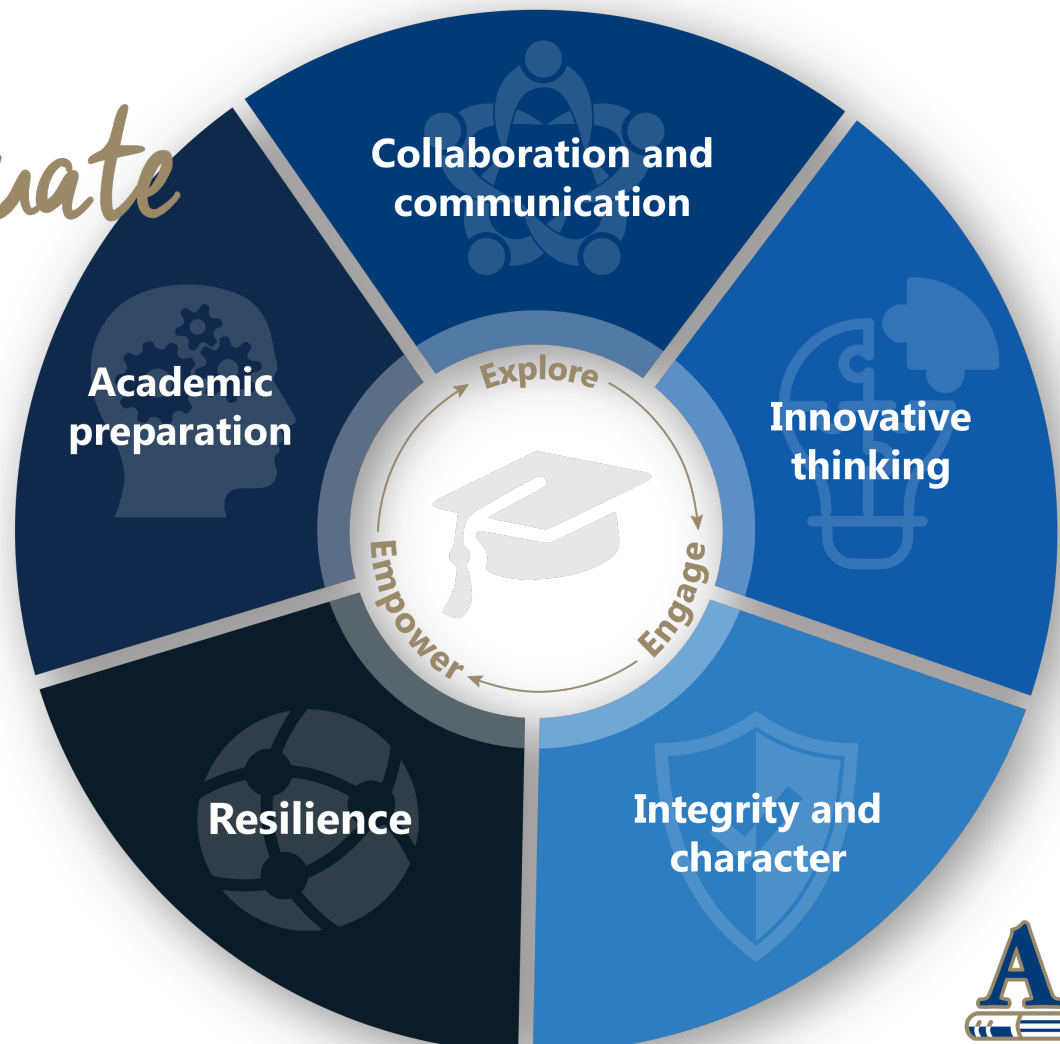 uate
Collaboration and
communication
Academic
preparation
Innovative
thinking
Explore
Engage
Empower
Resilience
Integrity and
character
A